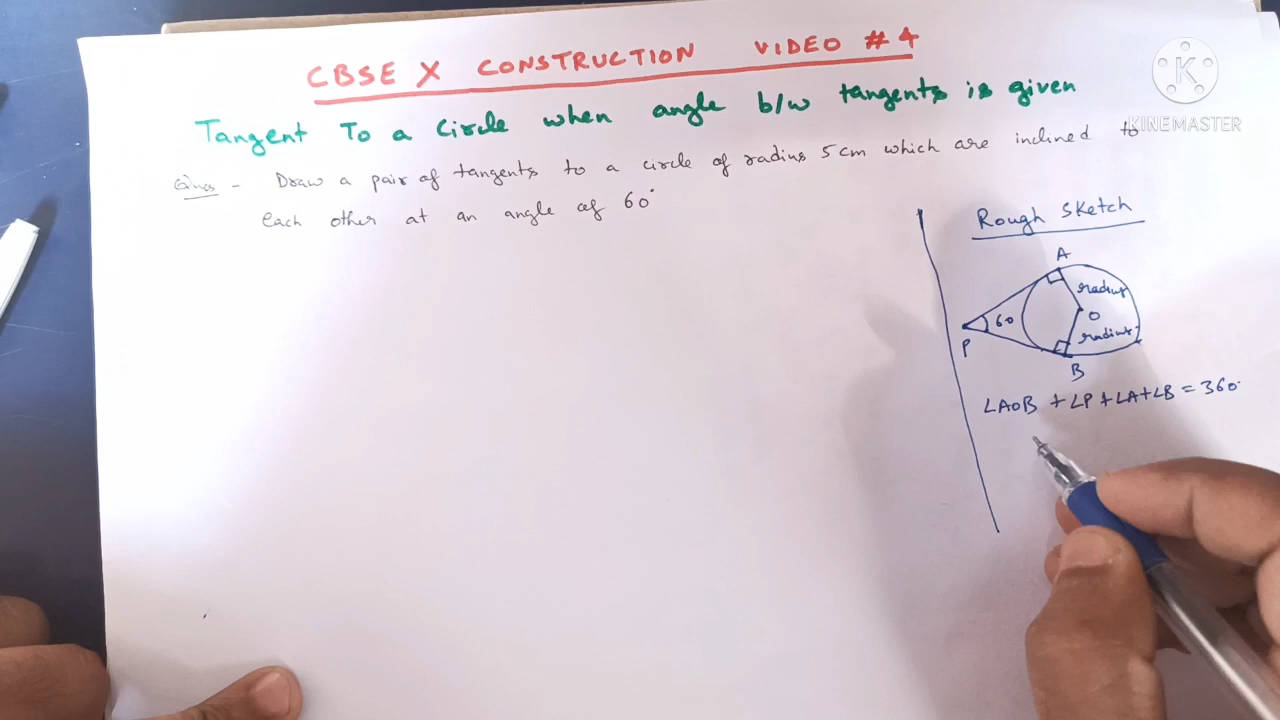 CBSE X CONSTRUCTION VIDEO #4
Tangent To a Circle when angle b/w tangents is given
Ques - Draw a pair of tangents to a circle of radius 5cm which are inclined to
each other at an angle of 60°
Rough Sketch
A
radius
O
60
radius
P
B
∠AOB + ∠P + ∠A + ∠B = 360°
K
KINEMASTER